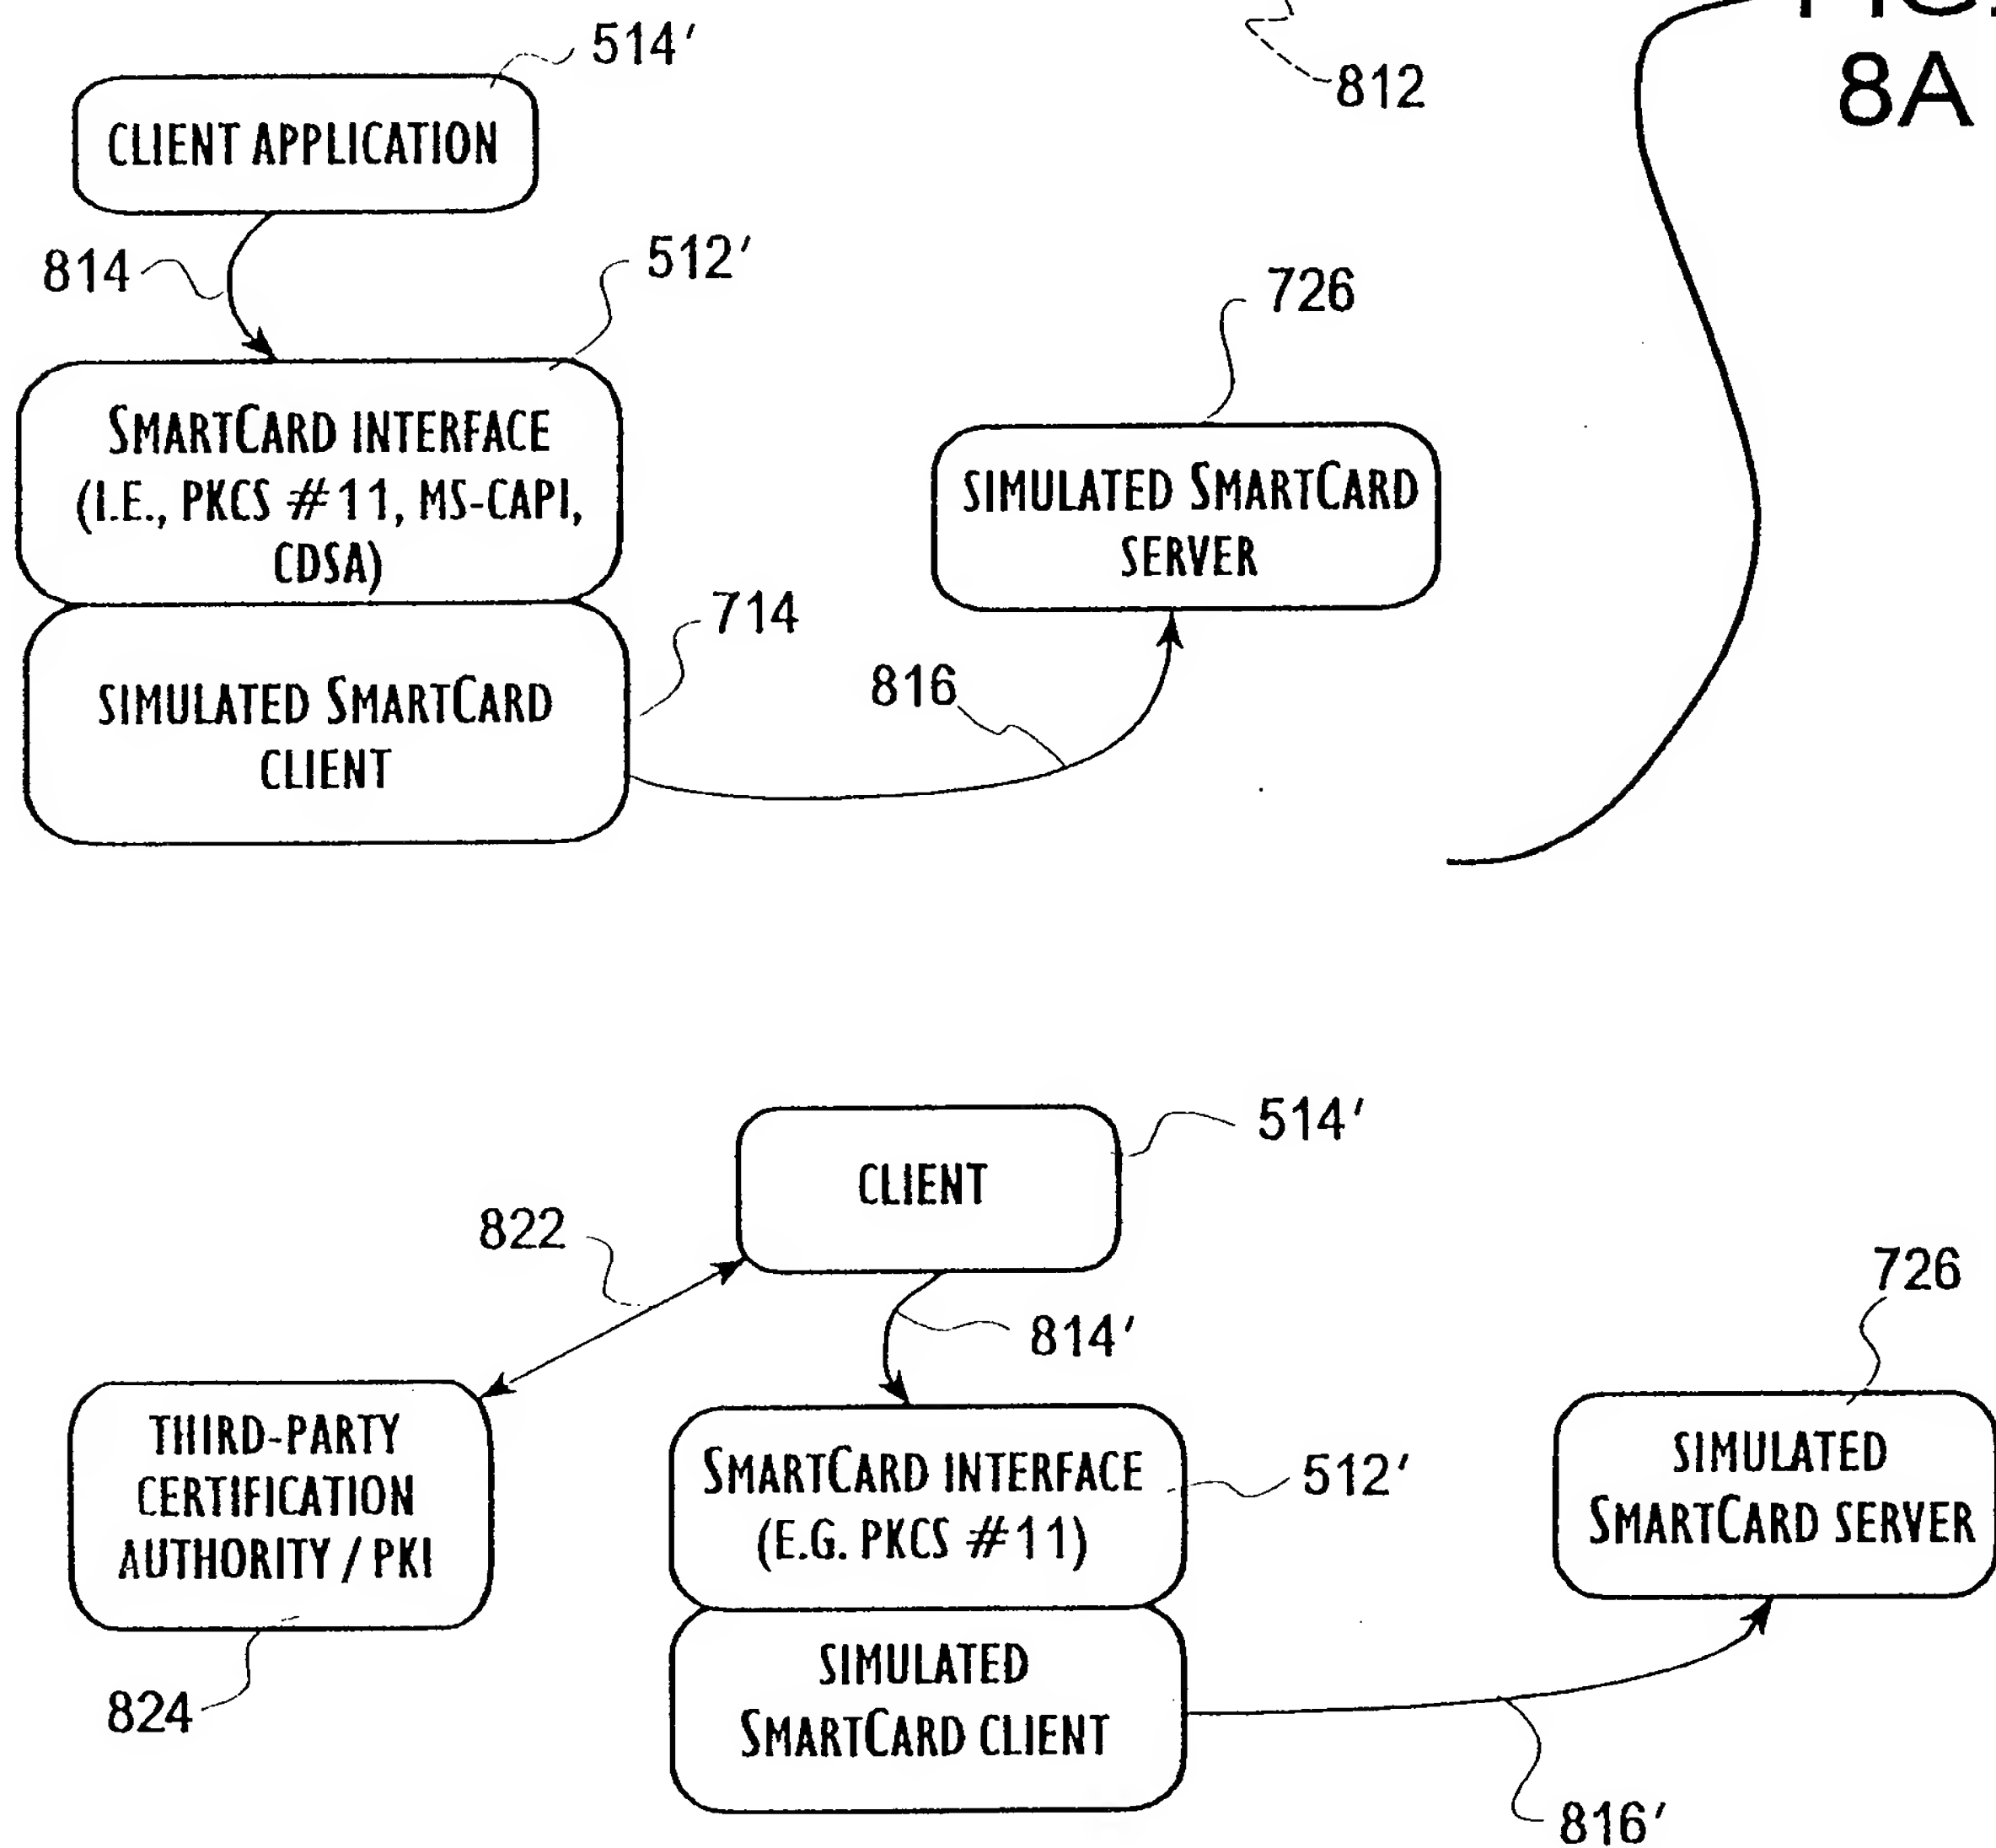 514'
812
8A
CLIENT APPLICATION
814
512'
726
SMARTCARD INTERFACE
(I.E., PKCS #11, MS-CAPI,
CDSA)
SIMULATED SMARTCARD
SERVER
714
816
SIMULATED SMARTCARD
CLIENT
514'
CLIENT
822
726
814'
THIRD-PARTY
CERTIFICATION
AUTHORITY / PKI
SMARTCARD INTERFACE
(E.G. PKCS #11)
512'
SIMULATED
SMARTCARD SERVER
SIMULATED
SMARTCARD CLIENT
824
816'